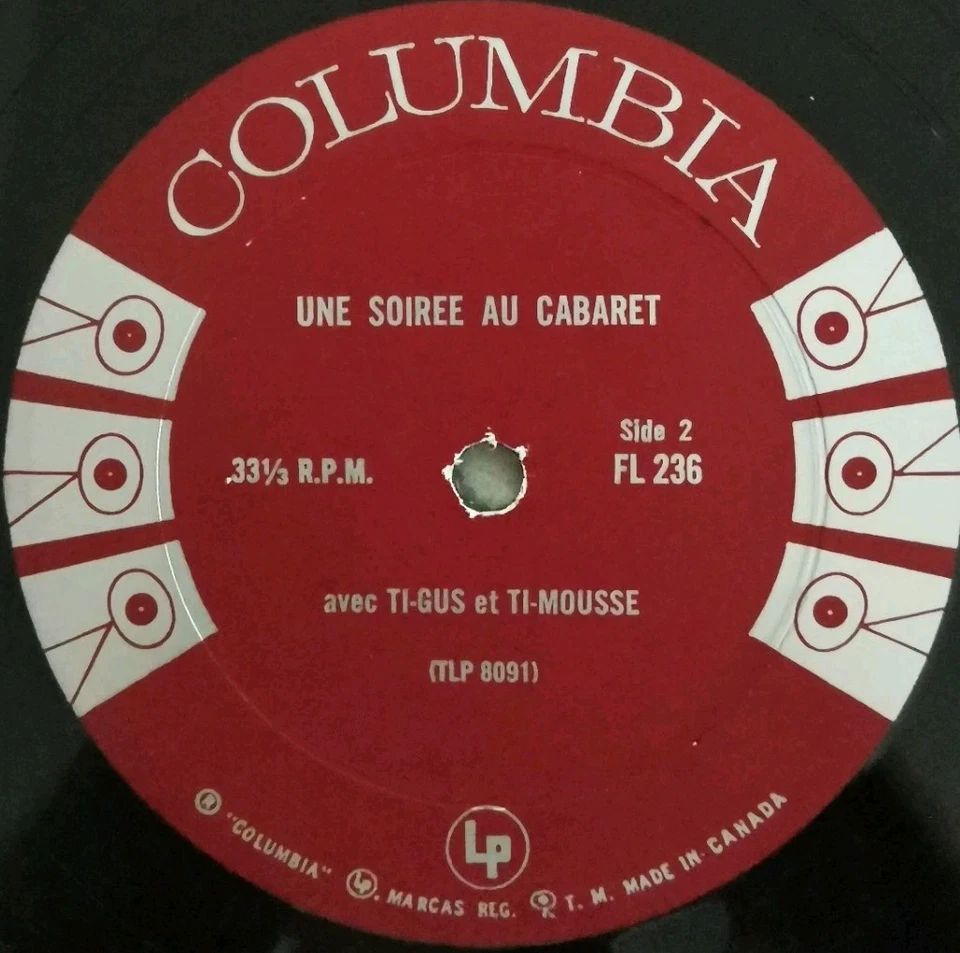 COLUMBIA
UNE SOIREE AU CABARET
Side 2
33⅓ R.P.M.
FL 236
avec TI-GUS et TI-MOUSSE
(TLP 8091)
LP
® "COLUMBIA" LP. MARCAS REG. T. M. MADE IN CANADA